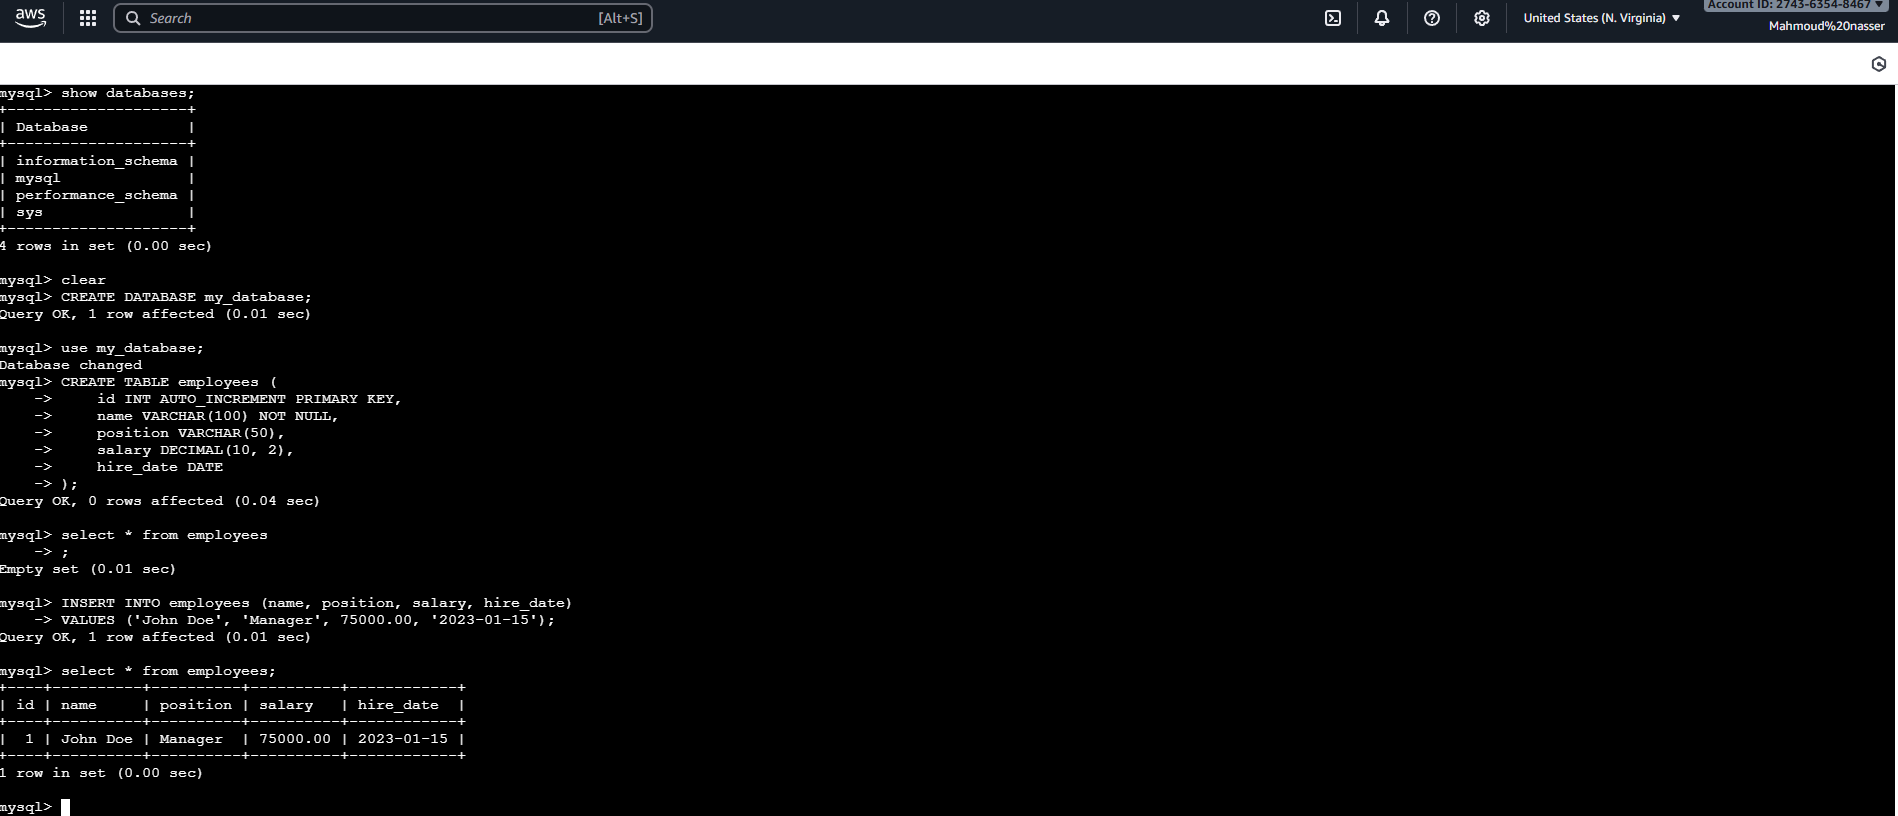 aws
Search [Alt+S]
United States (N. Virginia)
Account ID: 2743-6354-8467
Mahmoud%20nasser
mysql> show databases;
+--------------------+
| Database           |
+--------------------+
| information_schema |
| mysql              |
| performance_schema |
| sys                |
+--------------------+
4 rows in set (0.00 sec)
mysql> clear
mysql> CREATE DATABASE my_database;
Query OK, 1 row affected (0.01 sec)
mysql> use my_database;
Database changed
mysql> CREATE TABLE employees (
    ->     id INT AUTO_INCREMENT PRIMARY KEY,
    ->     name VARCHAR(100) NOT NULL,
    ->     position VARCHAR(50),
    ->     salary DECIMAL(10, 2),
    ->     hire_date DATE
    -> );
Query OK, 0 rows affected (0.04 sec)
mysql> select * from employees
    -> ;
Empty set (0.01 sec)
mysql> INSERT INTO employees (name, position, salary, hire_date)
    -> VALUES ('John Doe', 'Manager', 75000.00, '2023-01-15');
Query OK, 1 row affected (0.01 sec)
mysql> select * from employees;
+----+----------+----------+----------+------------+
| id | name     | position | salary   | hire_date  |
+----+----------+----------+----------+------------+
|  1 | John Doe | Manager  | 75000.00 | 2023-01-15 |
+----+----------+----------+----------+------------+
1 row in set (0.00 sec)
mysql>